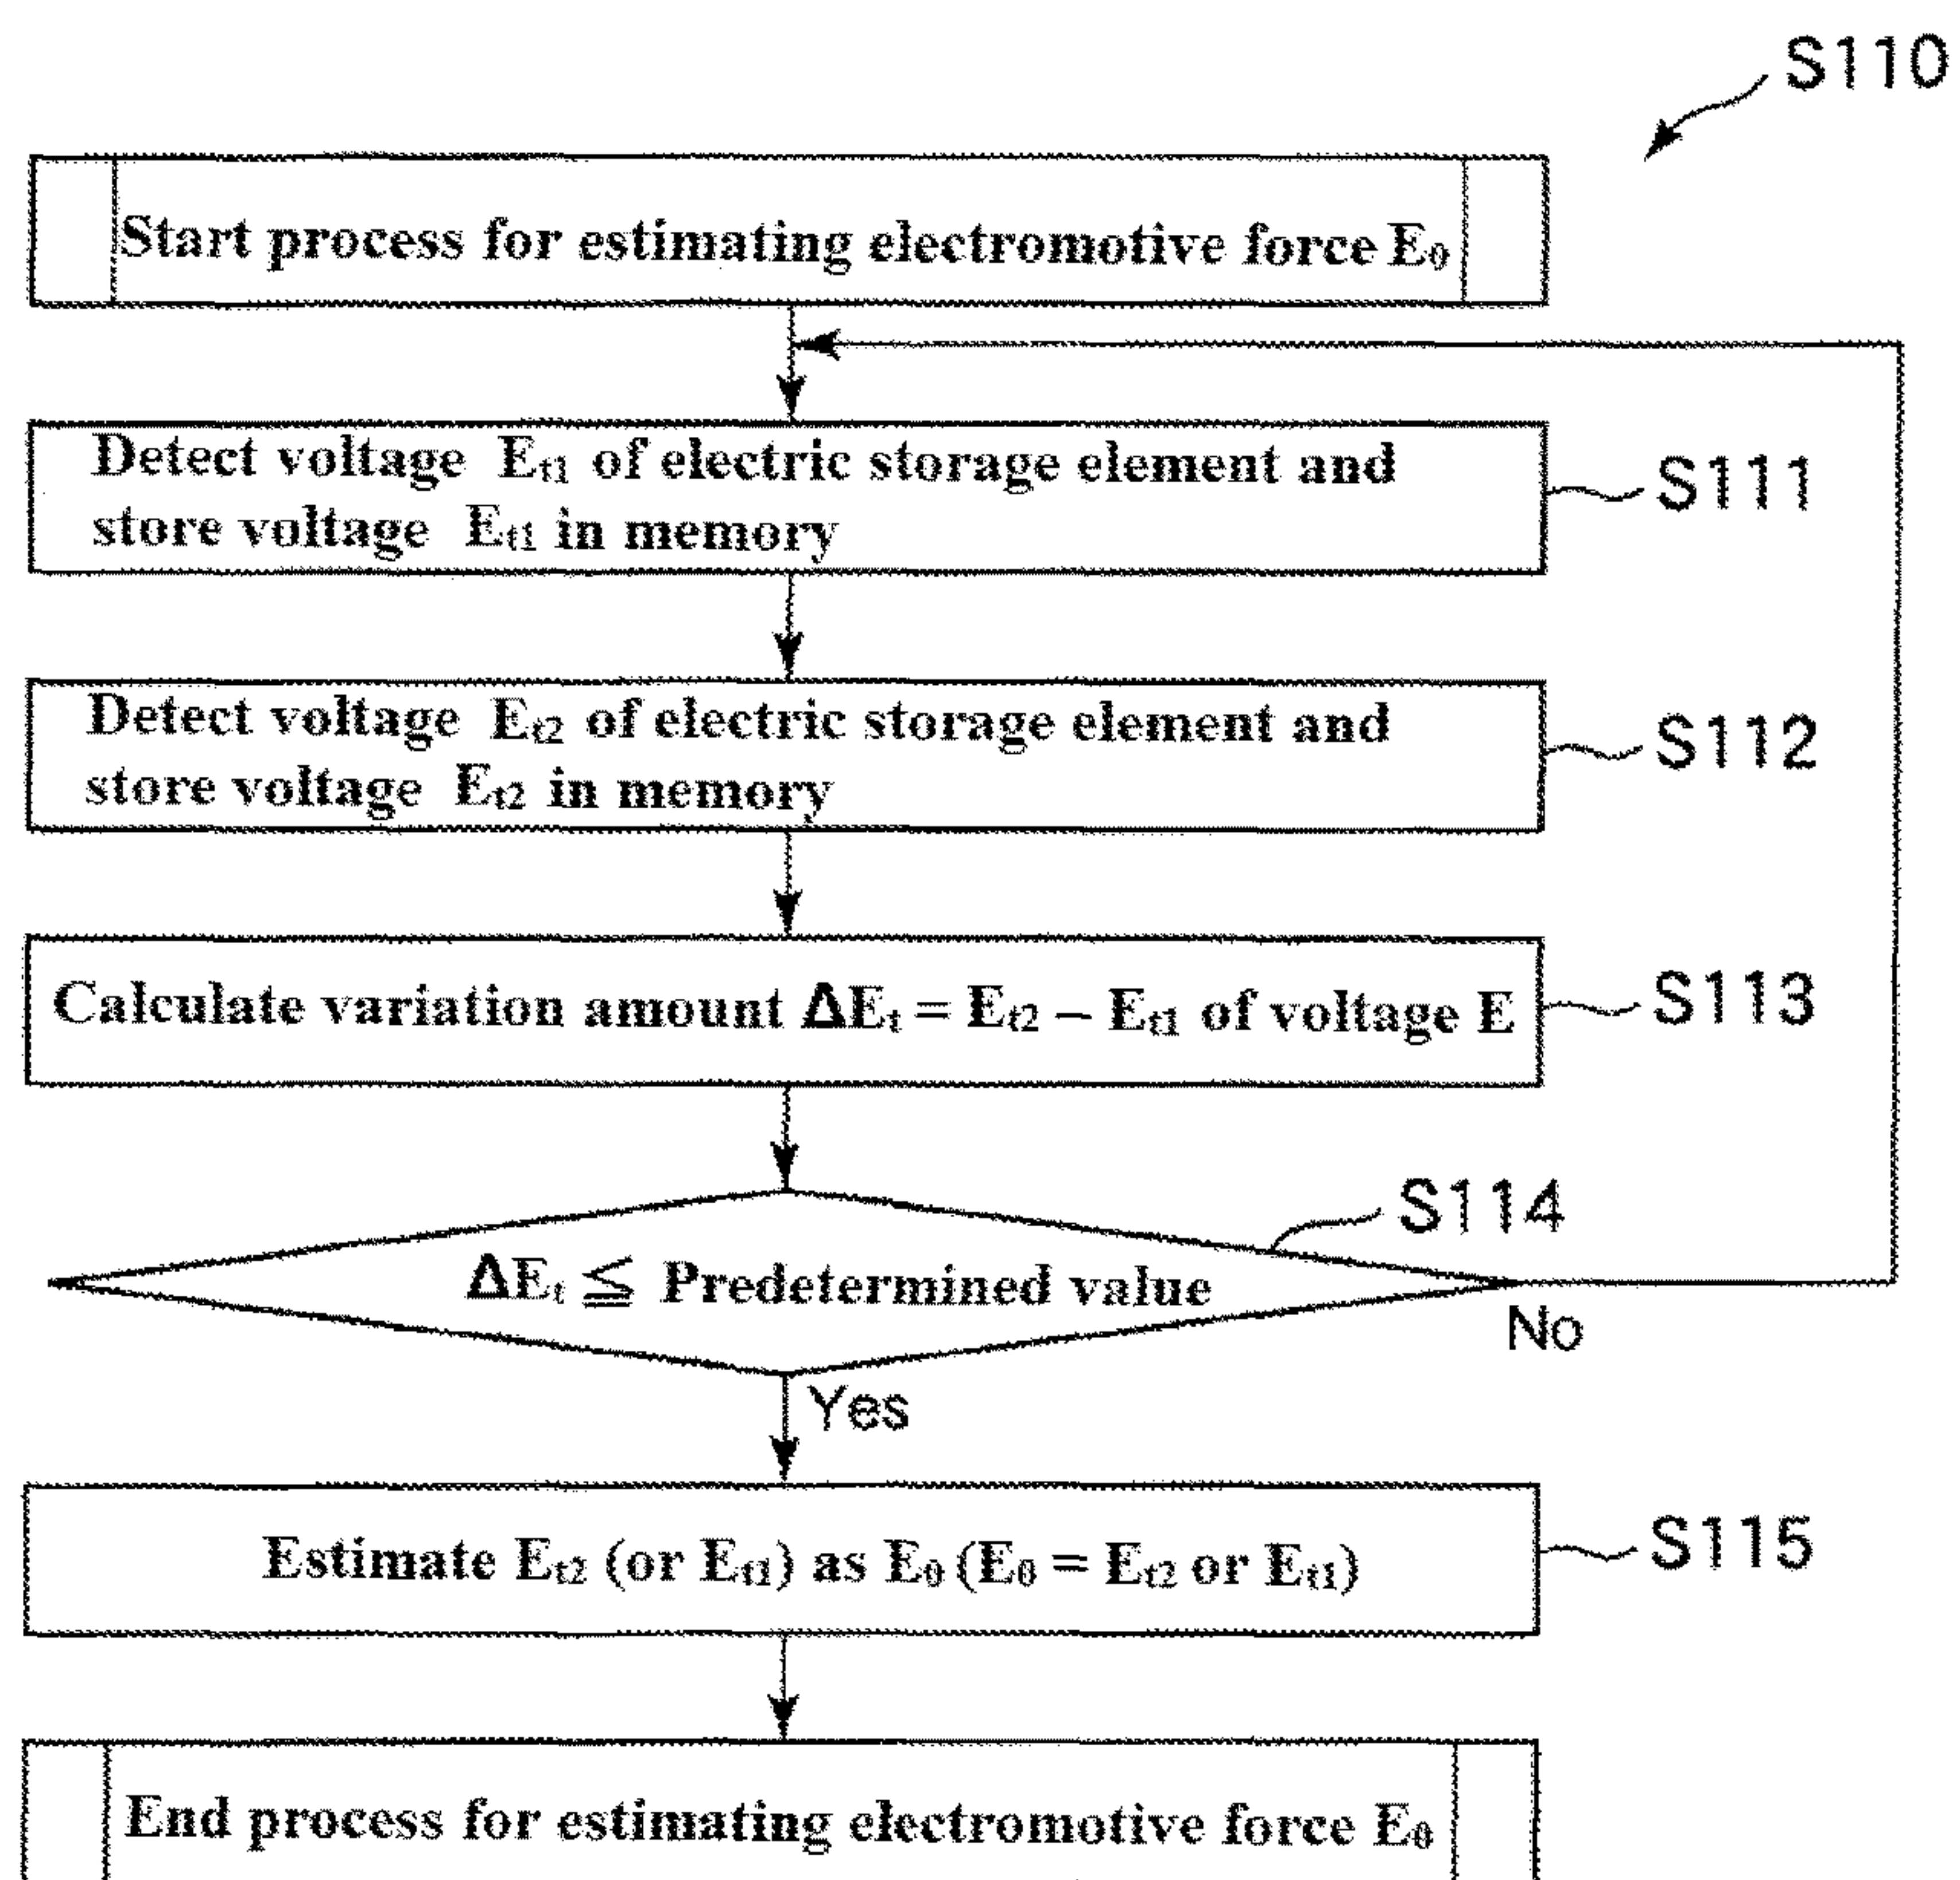 S110
Start process for estimating electromotive force E₀
Detect voltage Eₜ₁ of electric storage element and
store voltage Eₜ₁ in memory
S111
Detect voltage Eₜ₂ of electric storage element and
store voltage Eₜ₂ in memory
S112
Calculate variation amount ΔEₜ = Eₜ₂ – Eₜ₁ of voltage E
S113
S114
ΔEₜ ≦ Predetermined value
No
Yes
Estimate Eₜ₂ (or Eₜ₁) as E₀ (E₀ = Eₜ₂ or Eₜ₁)
S115
End process for estimating electromotive force E₀